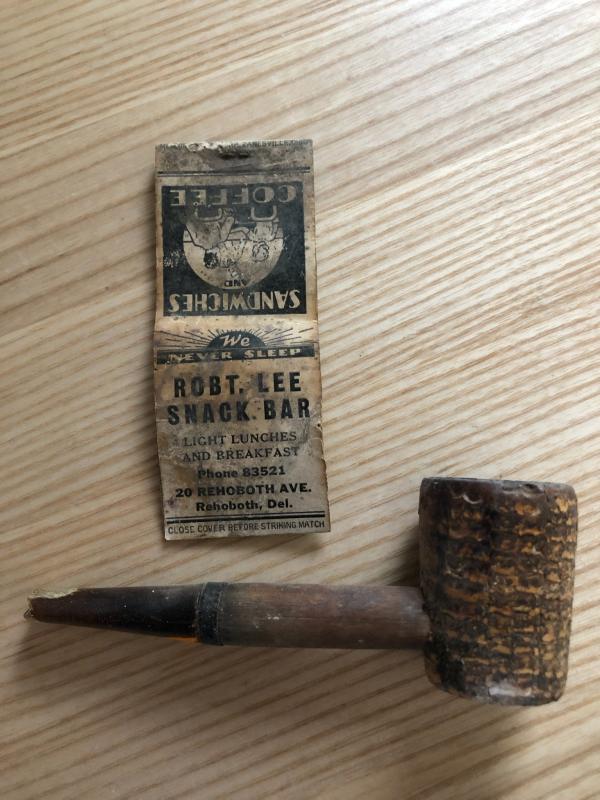 COFFEE
AND
SANDWICHES
We
NEVER SLEEP
ROBT. LEE
SNACK BAR
LIGHT LUNCHES
AND BREAKFAST
Phone 83521
20 REHOBOTH AVE.
Rehoboth, Del.
CLOSE COVER BEFORE STRIKING MATCH